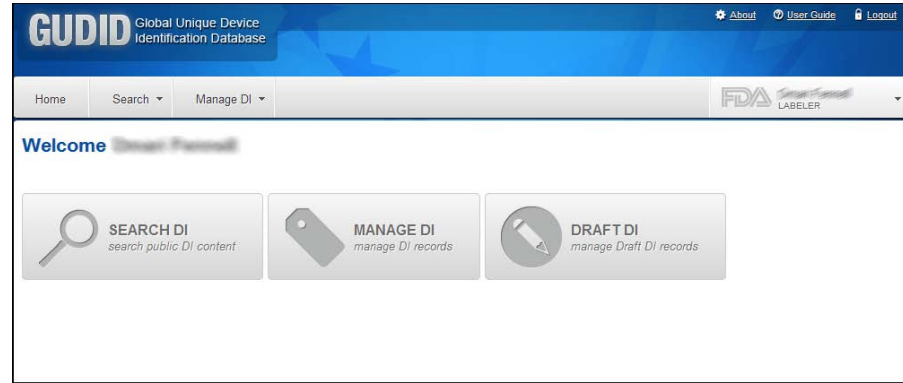 GUDID Global Unique Device
Identification Database
About User Guide Logout
Home Search Manage DI
FDA
LABELER
Welcome
SEARCH DI
search public DI content
MANAGE DI
manage DI records
DRAFT DI
manage Draft DI records